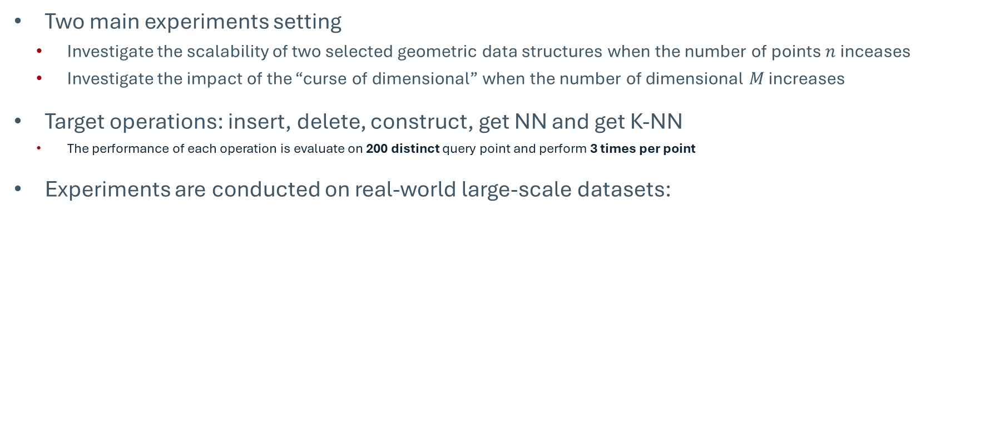 • Two main experiments setting
• Investigate the scalability of two selected geometric data structures when the number of points n inceases
• Investigate the impact of the “curse of dimensional” when the number of dimensional M increases
• Target operations: insert, delete, construct, get NN and get K-NN
• The performance of each operation is evaluate on 200 distinct query point and perform 3 times per point
• Experiments are conducted on real-world large-scale datasets: